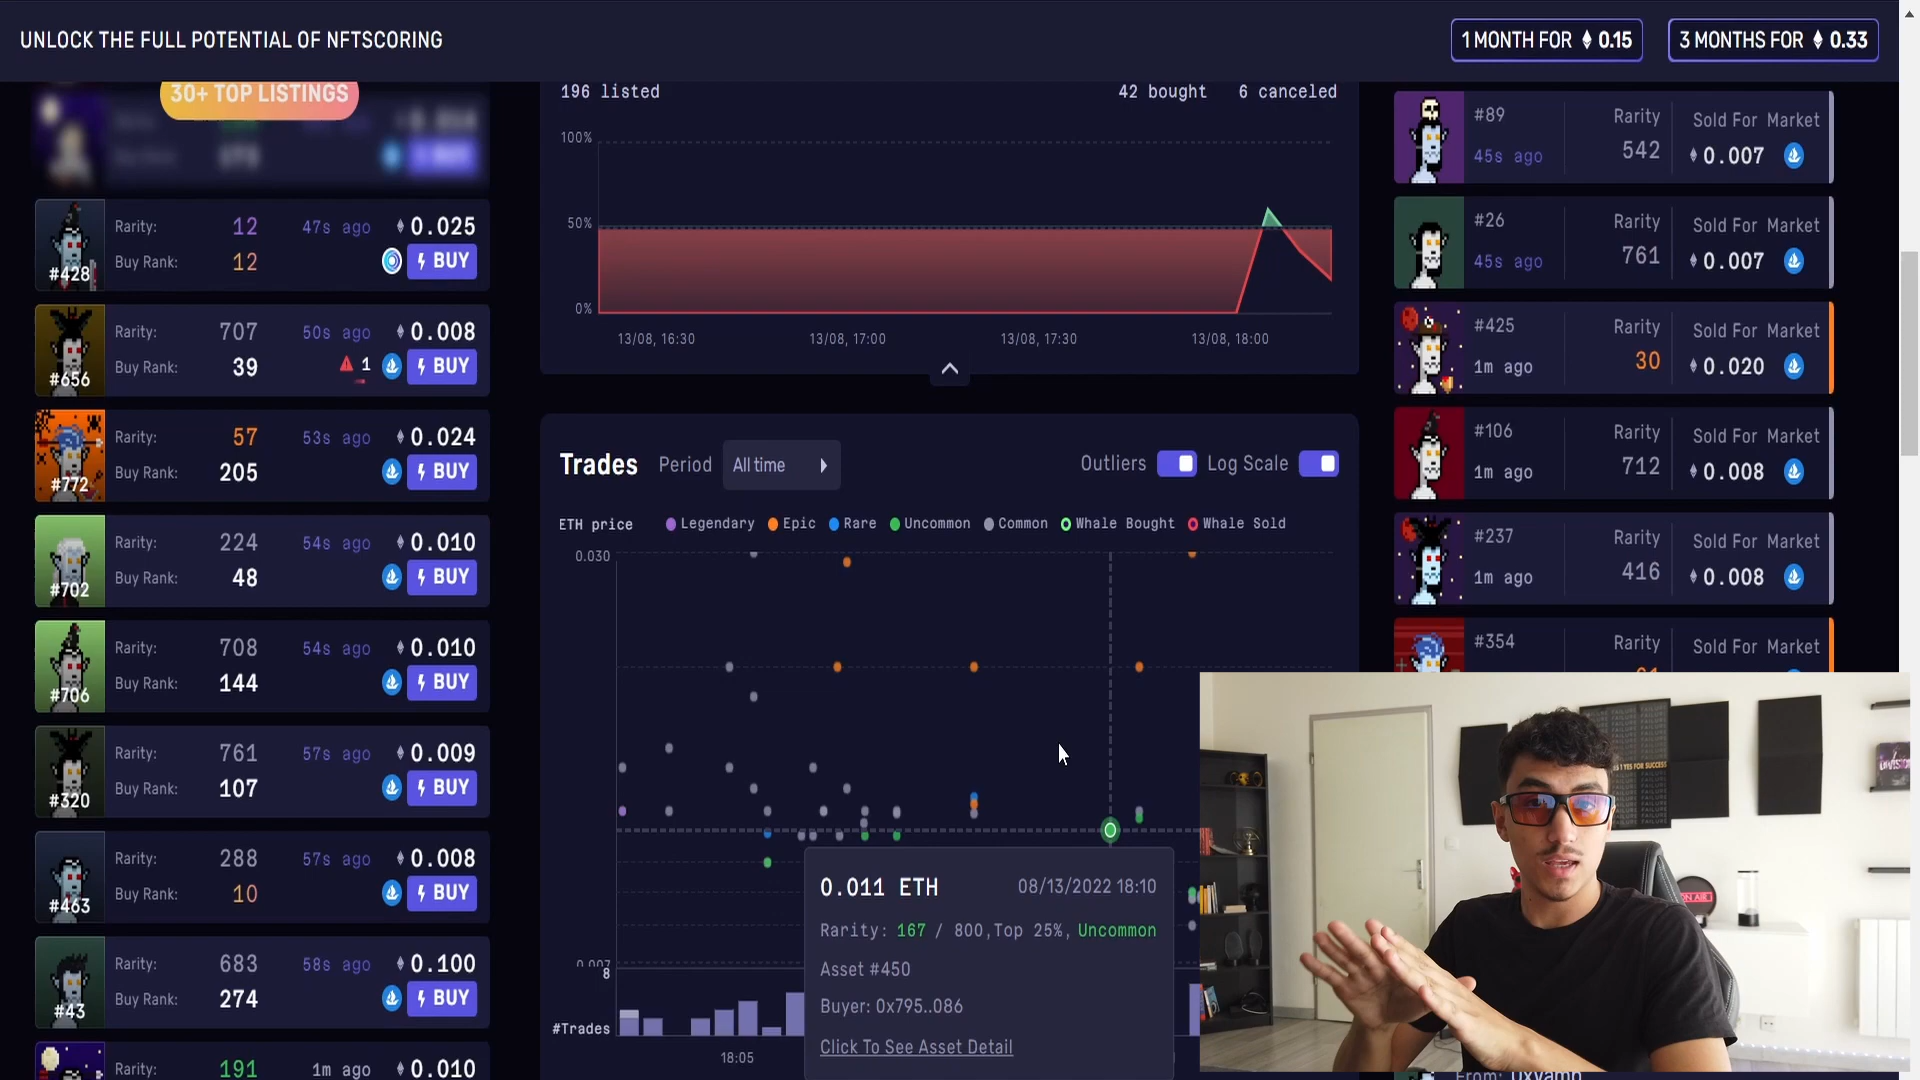 UNLOCK THE FULL POTENTIAL OF NFTSCORING
1 MONTH FOR 0.15
3 MONTHS FOR 0.33
30+ TOP LISTINGS
#428
Rarity: 12 47s ago 0.025
Buy Rank: 12 BUY
#656
Rarity: 707 50s ago 0.008
Buy Rank: 39 1 BUY
#772
Rarity: 57 53s ago 0.024
Buy Rank: 205 BUY
#702
Rarity: 224 54s ago 0.010
Buy Rank: 48 BUY
#706
Rarity: 708 54s ago 0.010
Buy Rank: 144 BUY
#320
Rarity: 761 57s ago 0.009
Buy Rank: 107 BUY
#463
Rarity: 288 57s ago 0.008
Buy Rank: 10 BUY
#43
Rarity: 683 58s ago 0.100
Buy Rank: 274 BUY
Rarity: 191 1m ago 0.010
196 listed 42 bought 6 canceled
100%
50%
0%
13/08, 16:30 13/08, 17:00 13/08, 17:30 13/08, 18:00
Trades Period All time Outliers Log Scale
ETH price Legendary Epic Rare Uncommon Common Whale Bought Whale Sold
0.030
0.007
8
#Trades
18:05
0.011 ETH 08/13/2022 18:10
Rarity: 167 / 800,Top 25%, Uncommon
Asset #450
Buyer: 0x795..086
Click To See Asset Detail
#89 Rarity Sold For Market
45s ago 542 0.007
#26 Rarity Sold For Market
45s ago 761 0.007
#425 Rarity Sold For Market
1m ago 30 0.020
#106 Rarity Sold For Market
1m ago 712 0.008
#237 Rarity Sold For Market
1m ago 416 0.008
#354 Rarity Sold For Market
FAILURE
YES FOR SUCCESS
ON AIR